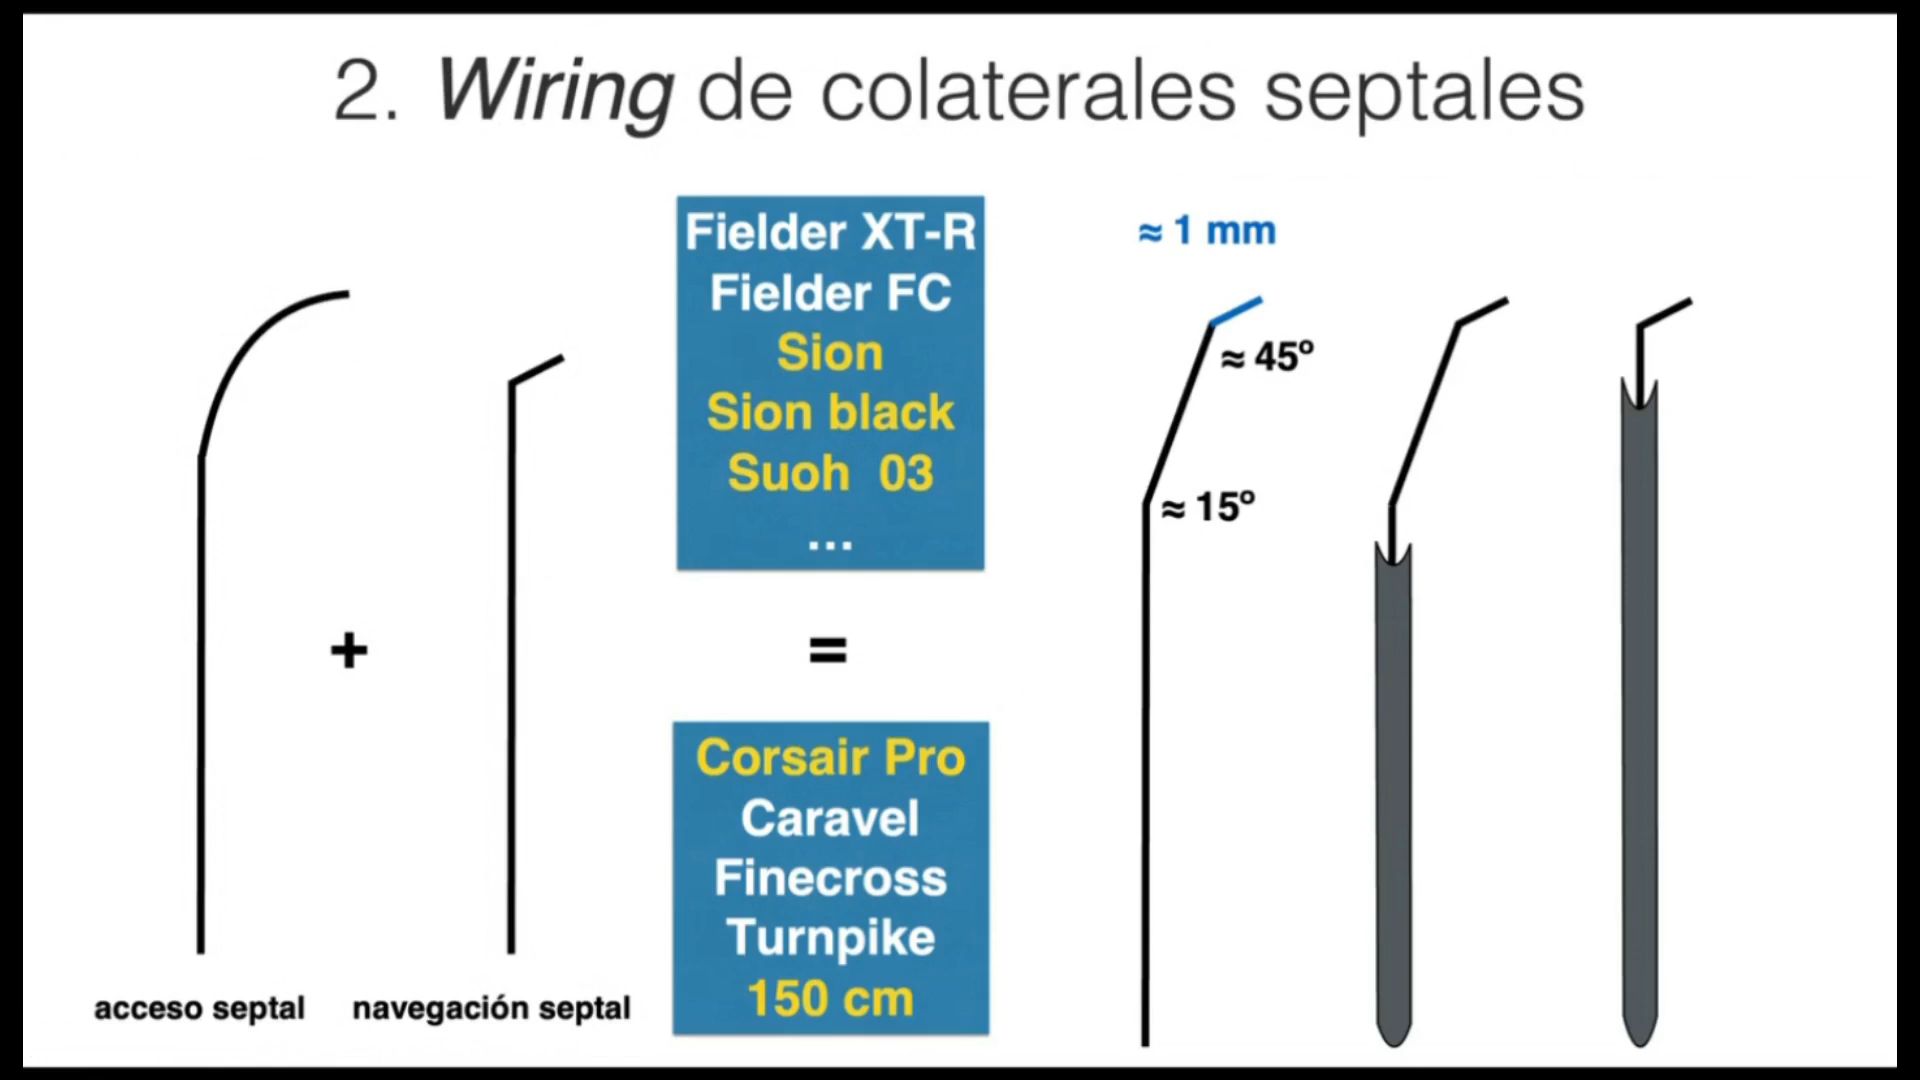 2. Wiring de colaterales septales
Fielder XT-R
Fielder FC
Sion
Sion black
Suoh 03
...
≈ 1 mm
≈ 45º
≈ 15º
+
=
Corsair Pro
Caravel
Finecross
Turnpike
150 cm
acceso septal
navegación septal